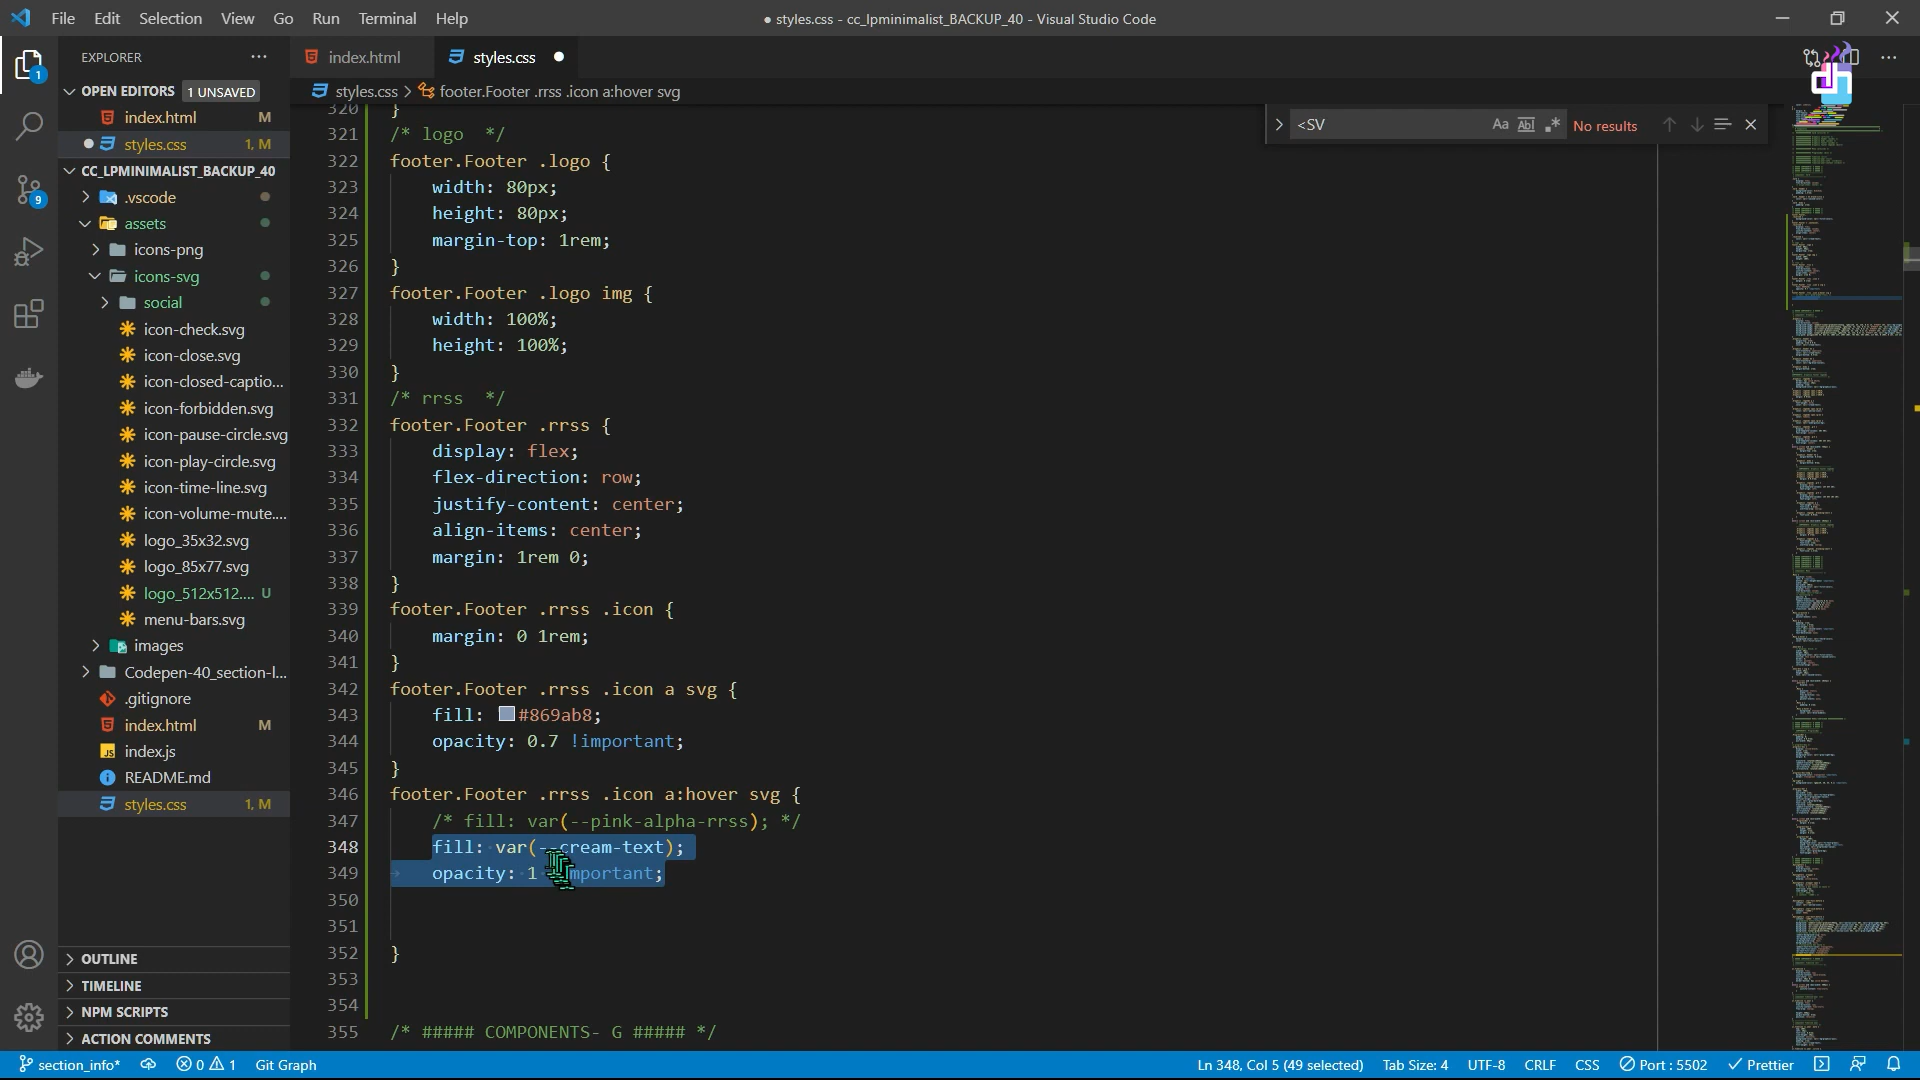 File Edit Selection View Go Run Terminal Help
● styles.css - cc_lpminimalist_BACKUP_40 - Visual Studio Code
EXPLORER
OPEN EDITORS 1 UNSAVED
index.html M
styles.css 1, M
CC_LPMINIMALIST_BACKUP_40
.vscode
assets
icons-png
icons-svg
social
icon-check.svg
icon-close.svg
icon-closed-captio...
icon-forbidden.svg
icon-pause-circle.svg
icon-play-circle.svg
icon-time-line.svg
icon-volume-mute....
logo_35x32.svg
logo_85x77.svg
logo_512x512.... U
menu-bars.svg
images
Codepen-40_section-l...
.gitignore
index.html M
index.js
README.md
styles.css 1, M
OUTLINE
TIMELINE
NPM SCRIPTS
ACTION COMMENTS
1
9
index.html
styles.css
dh
styles.css > footer.Footer .rrss .icon a:hover svg
<SV
Aa Abl .* No results
320 }
321 /* logo  */
322 footer.Footer .logo {
323 width: 80px;
324 height: 80px;
325 margin-top: 1rem;
326 }
327 footer.Footer .logo img {
328 width: 100%;
329 height: 100%;
330 }
331 /* rrss  */
332 footer.Footer .rrss {
333 display: flex;
334 flex-direction: row;
335 justify-content: center;
336 align-items: center;
337 margin: 1rem 0;
338 }
339 footer.Footer .rrss .icon {
340 margin: 0 1rem;
341 }
342 footer.Footer .rrss .icon a svg {
343 fill: #869ab8;
344 opacity: 0.7 !important;
345 }
346 footer.Footer .rrss .icon a:hover svg {
347 /* fill: var(--pink-alpha-rrss); */
348 fill: var(--cream-text);
349 opacity: 1 mportant;
350
351
352 }
353
354
355 /* ##### COMPONENTS- G ##### */
section_info* 0 1 Git Graph
Ln 348, Col 5 (49 selected) Tab Size: 4 UTF-8 CRLF CSS Port : 5502 Prettier